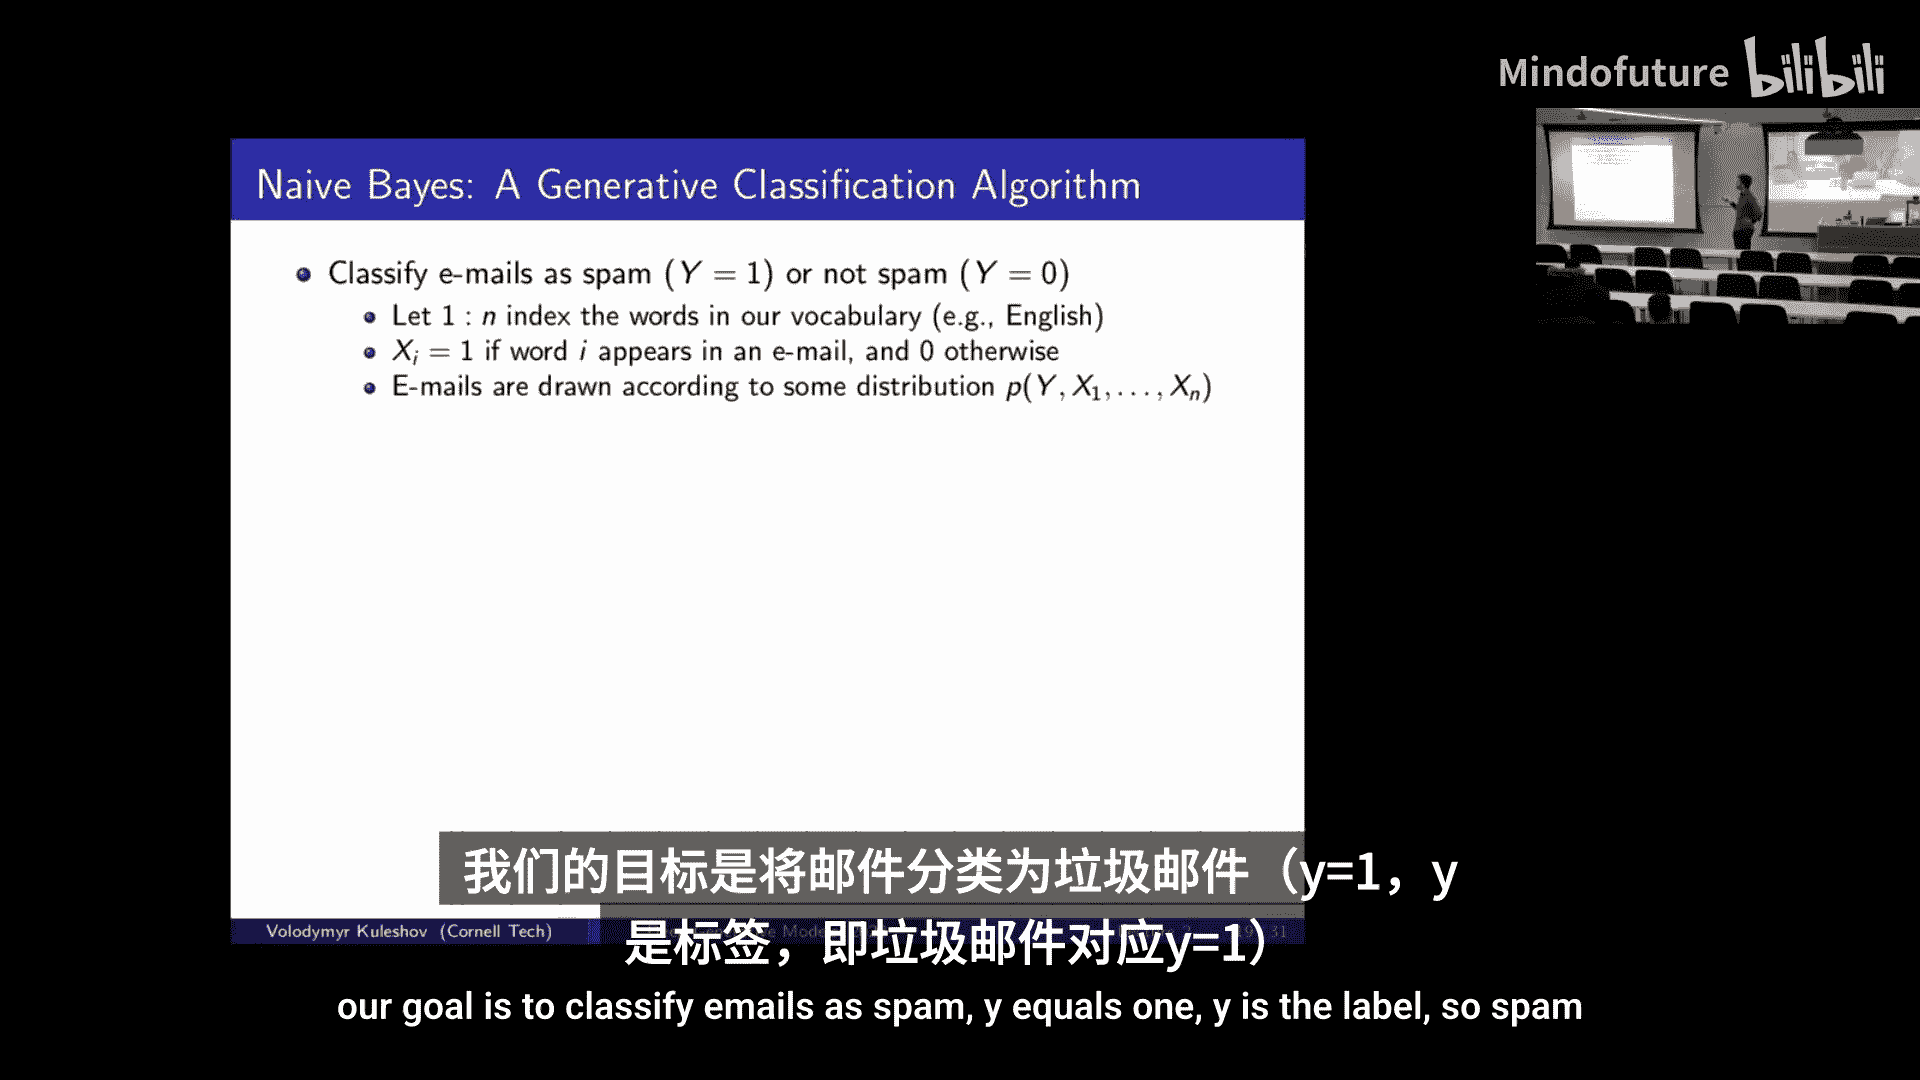 Mindofuture bilibili
Naive Bayes: A Generative Classification Algorithm
Classify e-mails as spam (Y = 1) or not spam (Y = 0)
Let 1 : n index the words in our vocabulary (e.g., English)
Xᵢ = 1 if word i appears in an e-mail, and 0 otherwise
E-mails are drawn according to some distribution p(Y, X₁, . . . , Xₙ)
我们的目标是将邮件分类为垃圾邮件（y=1，y
是标签，即垃圾邮件对应y=1）
Volodymyr Kuleshov (Cornell Tech)
our goal is to classify emails as spam, y equals one, y is the label, so spam